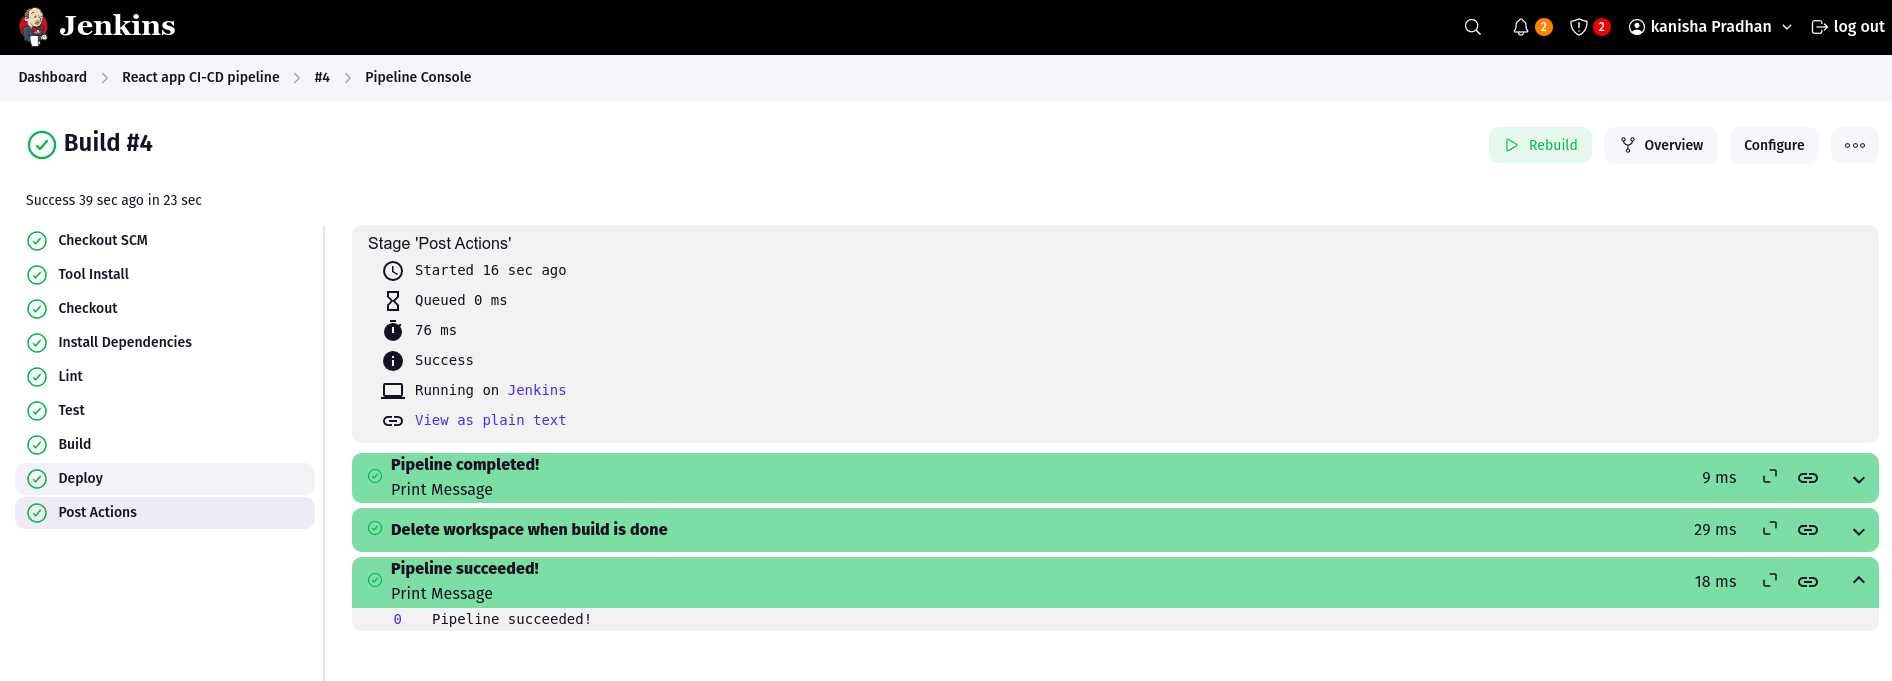 Jenkins
2
2
kanisha Pradhan
log out
Dashboard
React app CI-CD pipeline
#4
Pipeline Console
Build #4
Rebuild
Overview
Configure
Success 39 sec ago in 23 sec
Checkout SCM
Tool Install
Checkout
Install Dependencies
Lint
Test
Build
Deploy
Post Actions
Stage 'Post Actions'
Started 16 sec ago
Queued 0 ms
76 ms
Success
Running on Jenkins
View as plain text
Pipeline completed!
Print Message
9 ms
Delete workspace when build is done
29 ms
Pipeline succeeded!
Print Message
18 ms
0 Pipeline succeeded!